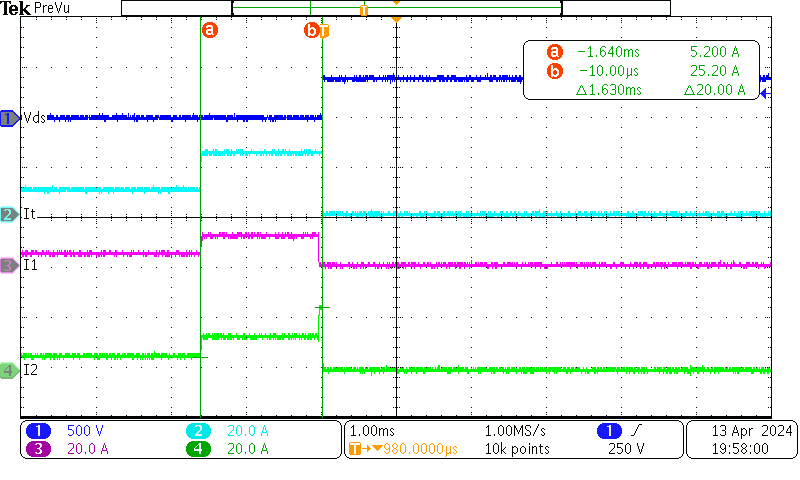 Tek PreVu
a b T
a −1.640ms 5.200 A
b −10.00µs 25.20 A
△1.630ms △20.00 A
1 Vds
2 It
3 I1
4 I2
1 500 V 2 20.0 A 1.00ms 1.00MS/s 1 13 Apr 2024
3 20.0 A 4 20.0 A T→▼980.0000µs 10k points 250 V 19:58:00